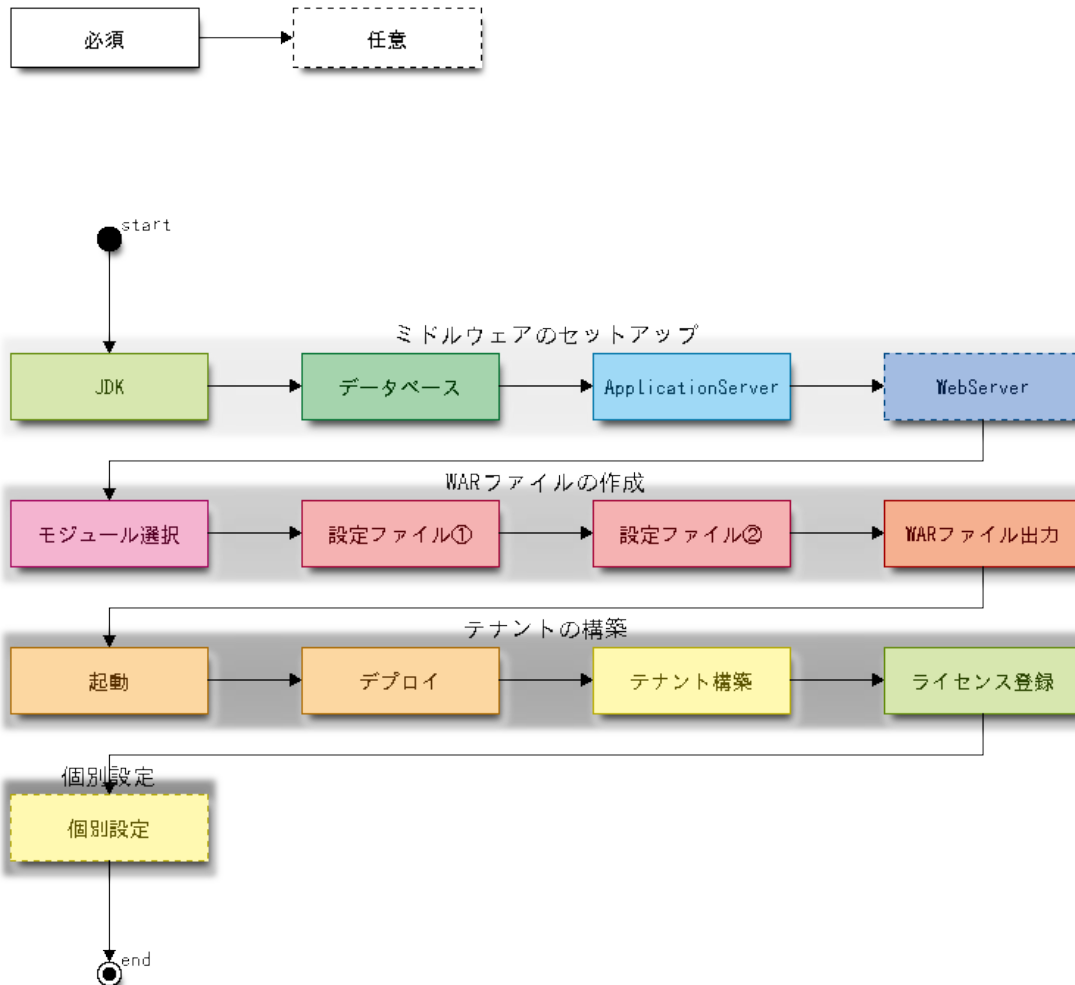 必須
任意
start
ミドルウェアのセットアップ
JDK
データベース
ApplicationServer
WebServer
WARファイルの作成
モジュール選択
設定ファイル①
設定ファイル②
WARファイル出力
テナントの構築
起動
デプロイ
テナント構築
ライセンス登録
個別設定
個別設定
end